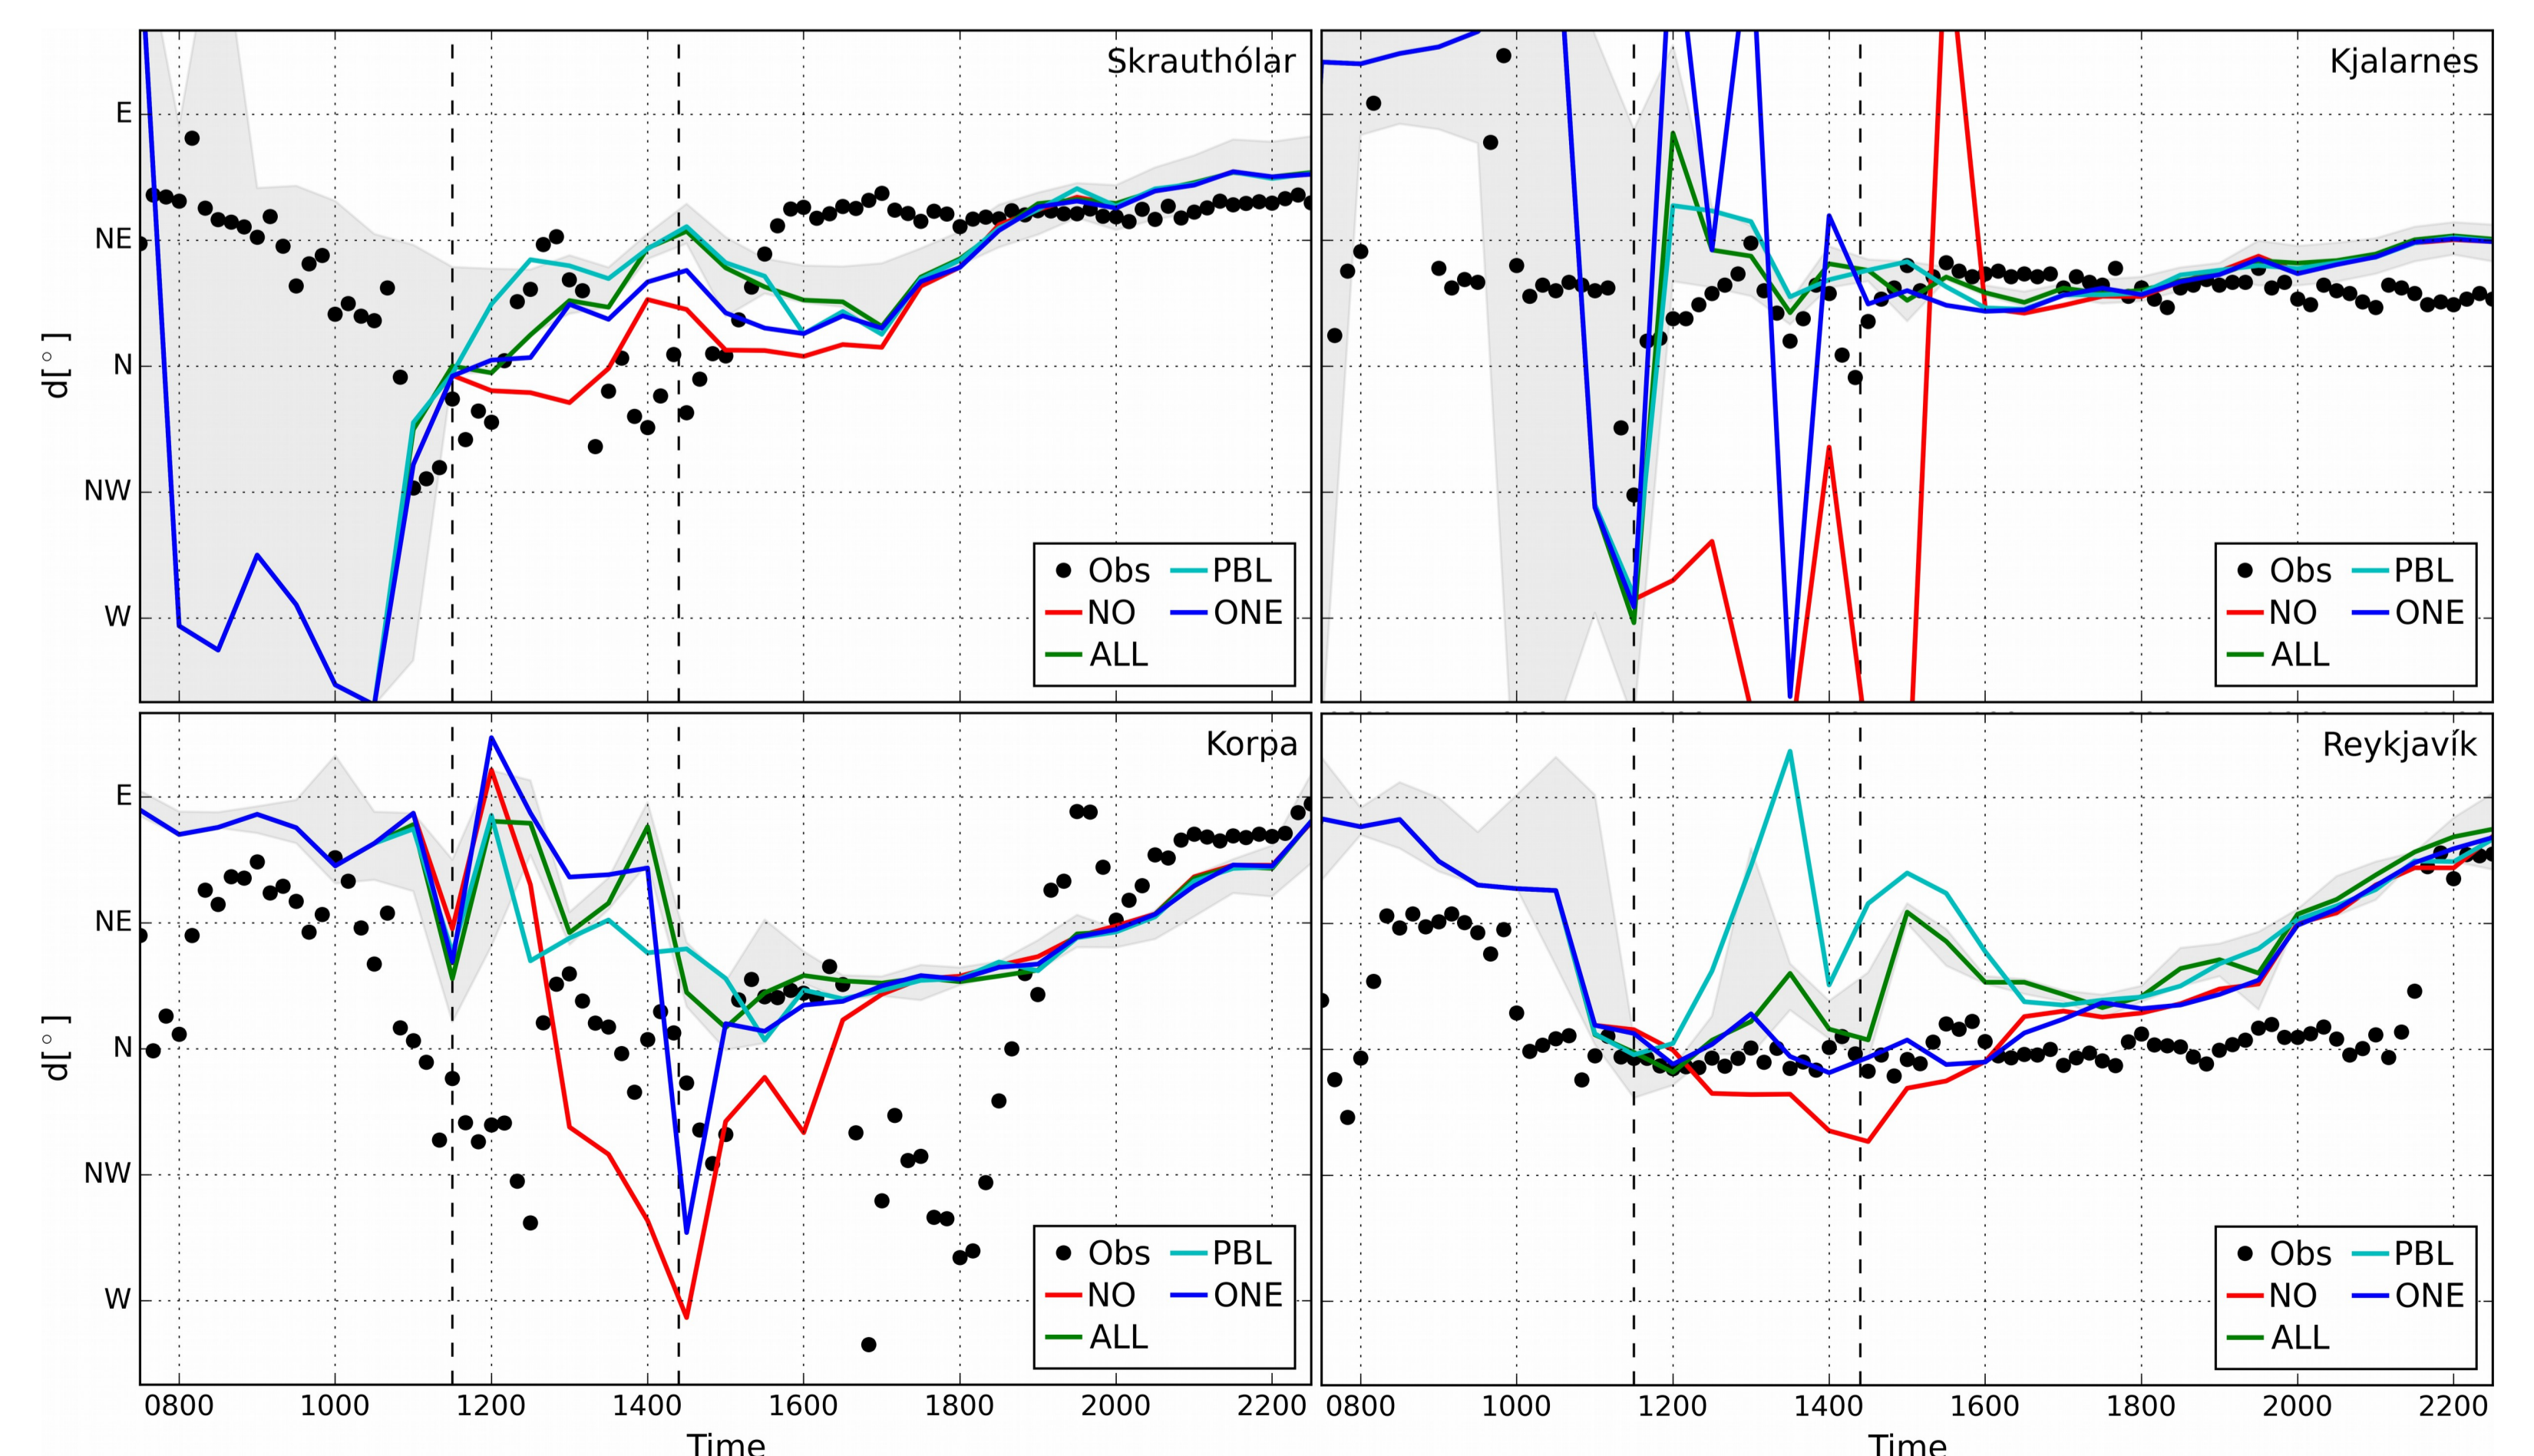 Skrauthólar
Kjalarnes
E
NE
N
NW
W
d[°]
Obs PBL
NO ONE
ALL
Obs PBL
NO ONE
ALL
Korpa
Reykjavík
E
NE
N
NW
W
d[°]
Obs PBL
NO ONE
ALL
Obs PBL
NO ONE
ALL
0800 1000 1200 1400 1600 1800 2000 2200
0800 1000 1200 1400 1600 1800 2000 2200
Time
Time